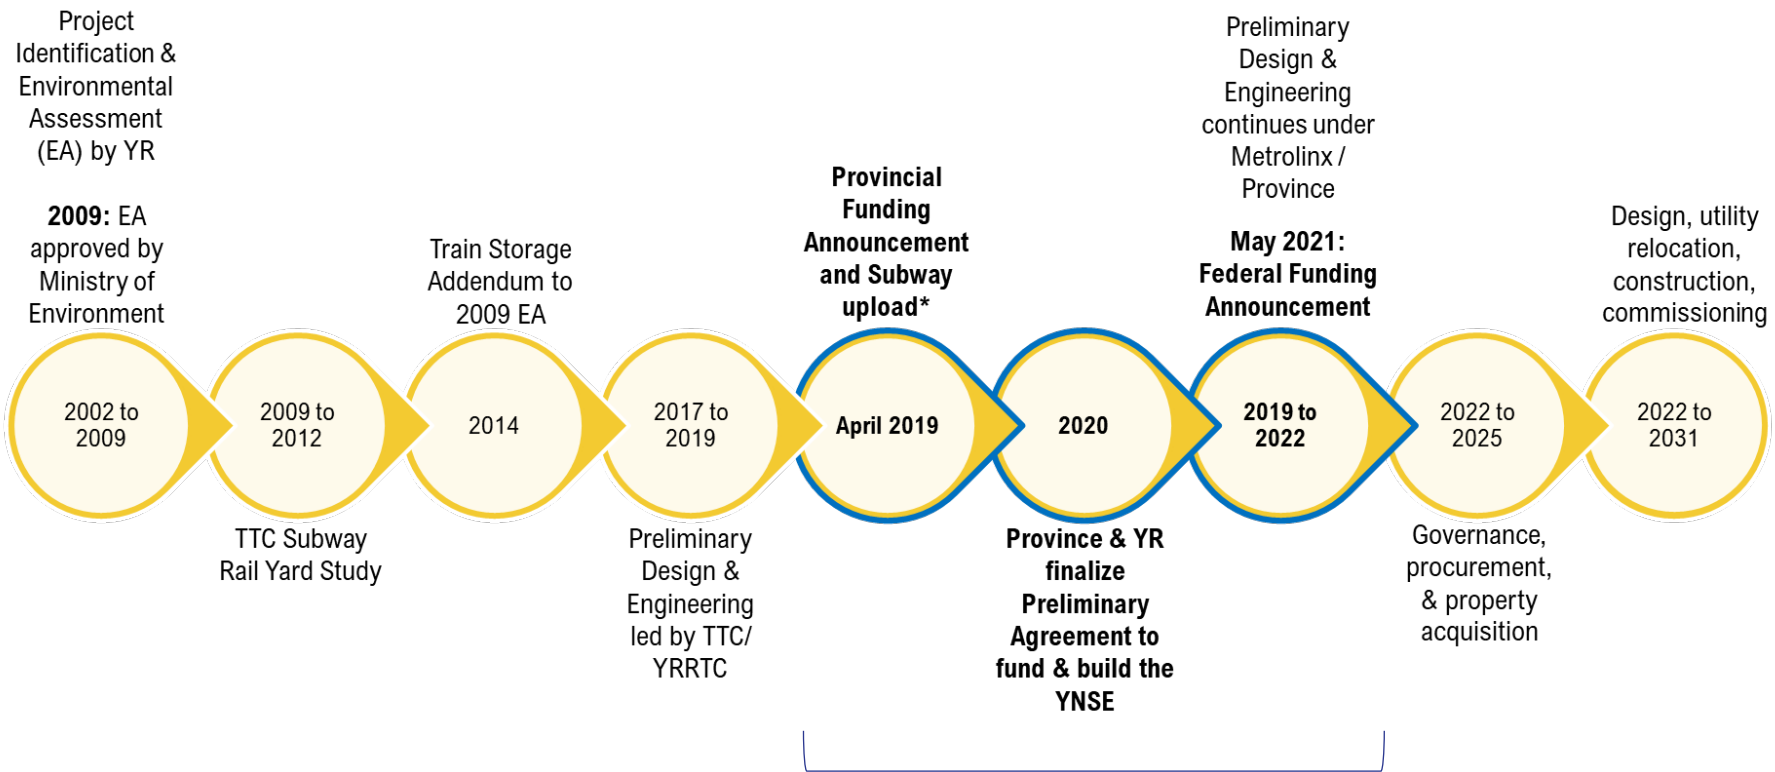 Project
Identification &
Environmental
Assessment
(EA) by YR
2009: EA
approved by
Ministry of
Environment
2002 to
2009
2009 to
2012
TTC Subway
Rail Yard Study
Train Storage
Addendum to
2009 EA
2014
2017 to
2019
Preliminary
Design &
Engineering
led by TTC/
YRRTC
Provincial
Funding
Announcement
and Subway
upload*
April 2019
2020
Province & YR
finalize
Preliminary
Agreement to
fund & build the
YNSE
Preliminary
Design &
Engineering
continues under
Metrolinx /
Province
May 2021:
Federal Funding
Announcement
2019 to
2022
2022 to
2025
Governance,
procurement,
& property
acquisition
Design, utility
relocation,
construction,
commissioning
2022 to
2031